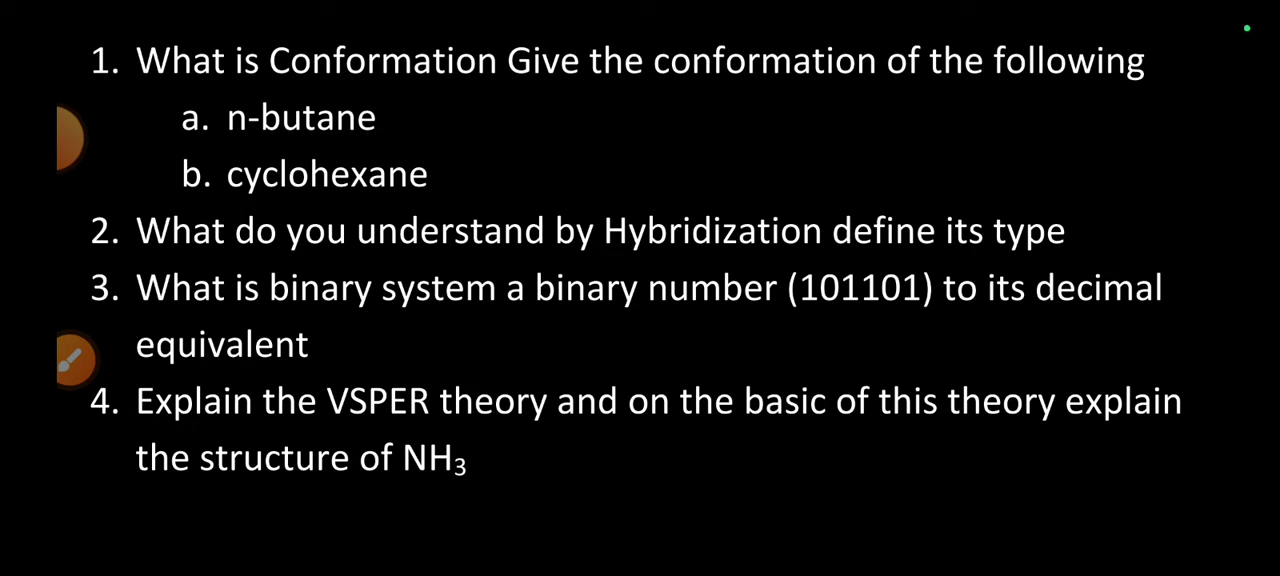 1. What is Conformation Give the conformation of the following
a. n-butane
b. cyclohexane
2. What do you understand by Hybridization define its type
3. What is binary system a binary number (101101) to its decimal
equivalent
4. Explain the VSPER theory and on the basic of this theory explain
the structure of NH₃